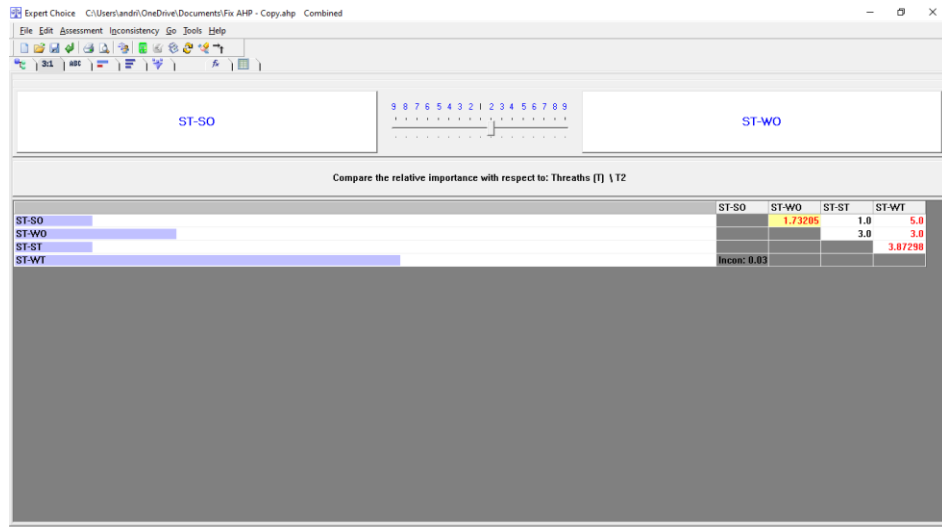 Expert Choice C:\Users\andri\OneDrive\Documents\Fix AHP - Copy.ahp Combined
File Edit Assessment Inconsistency Go Tools Help
3:1 ABC
ST-SO
9 8 7 6 5 4 3 2 1 2 3 4 5 6 7 8 9
ST-WO
Compare the relative importance with respect to: Threaths (T) \ T2
ST-SO ST-WO ST-ST ST-WT
ST-SO 1.73205 1.0 5.0
ST-WO 3.0 3.0
ST-ST 3.87298
ST-WT Incon: 0.03